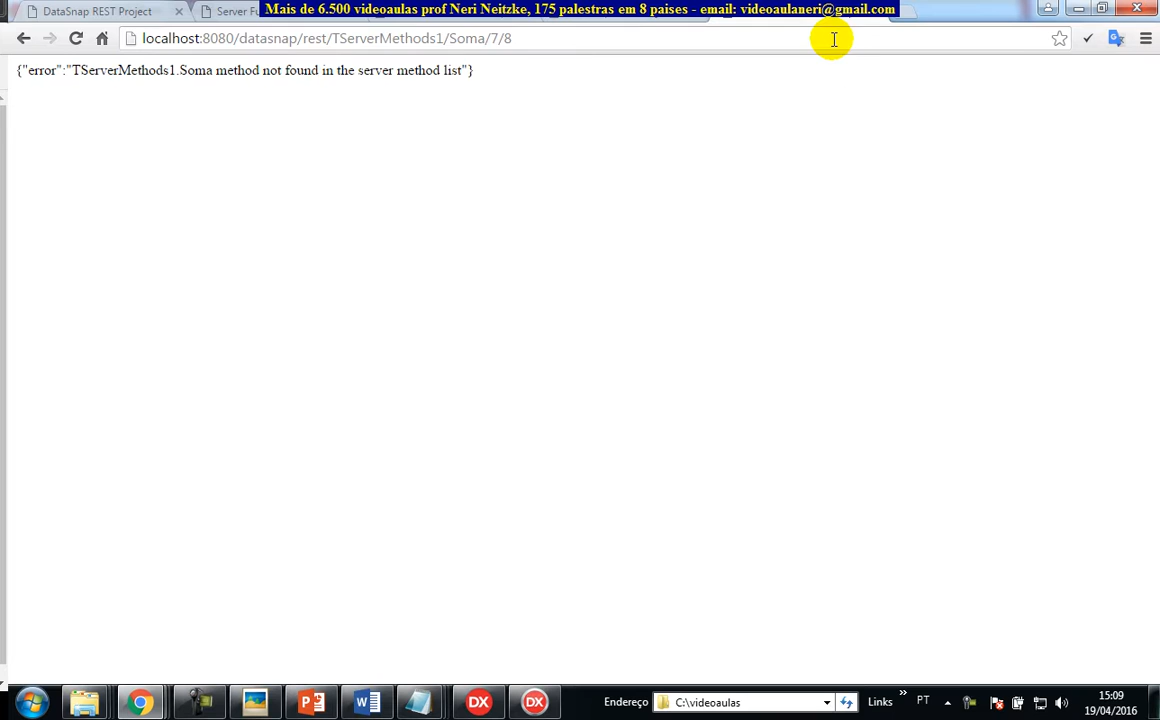 DataSnap REST Project
Server Fu
Mais de 6.500 videoaulas prof Neri Neitzke, 175 palestras em 8 paises - email: videoaulaneri@gmail.com
localhost:8080/datasnap/rest/TServerMethods1/Soma/7/8
{"error":"TServerMethods1.Soma method not found in the server method list"}
Endereço
C:\videoaulas
Links
PT
15:09
19/04/2016